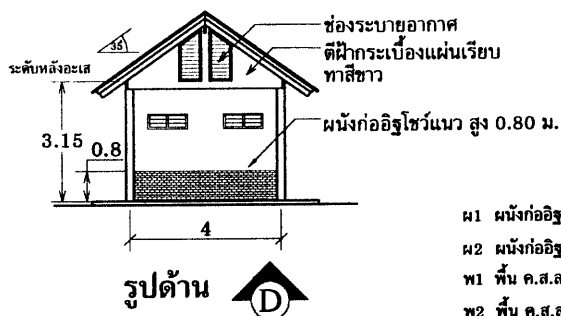 ช่องระบายอากาศ
35
ตีฝ้ากระเบื้องแผ่นเรียบ
ทาสีขาว
ระดับหลังอะเส
ผนังก่ออิฐโชว์แนว สูง 0.80 ม.
3.15
0.8
4
ผ1 ผนังก่ออิฐ
ผ2 ผนังก่ออิฐ
พ1 พื้น ค.ส.ล
พ2 พื้น ค.ส.ล
รูปด้าน D